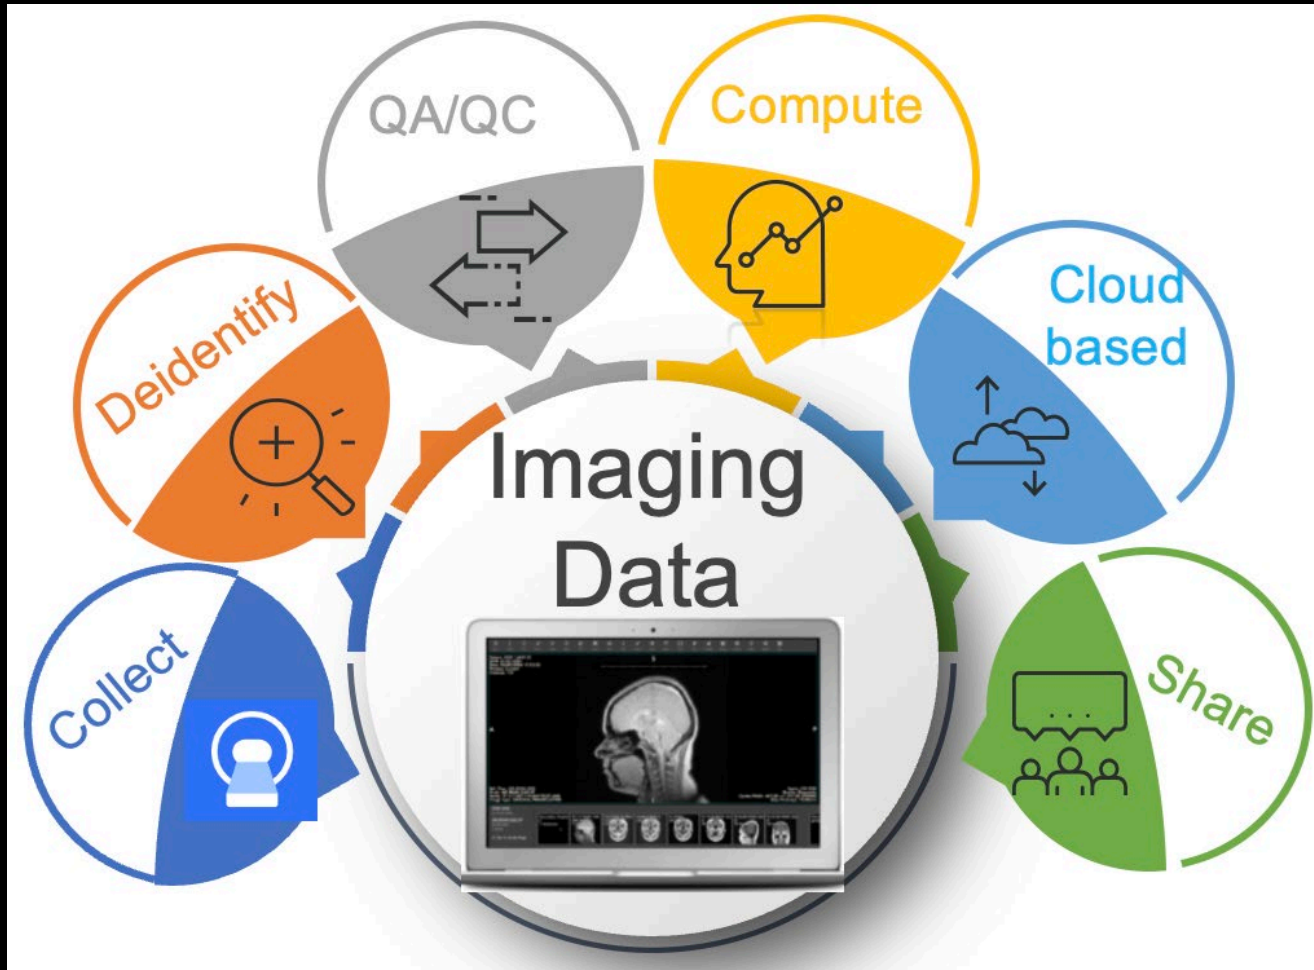 QA/QC
Compute
Deidentify
Cloud
based
Imaging
Data
Collect
Share